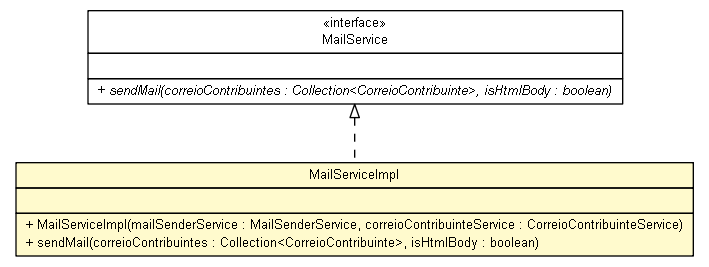 «interface»
MailService
+ sendMail(correioContribuintes : Collection<CorreioContribuinte>, isHtmlBody : boolean)
MailServiceImpl
+ MailServiceImpl(mailSenderService : MailSenderService, correioContribuinteService : CorreioContribuinteService)
+ sendMail(correioContribuintes : Collection<CorreioContribuinte>, isHtmlBody : boolean)